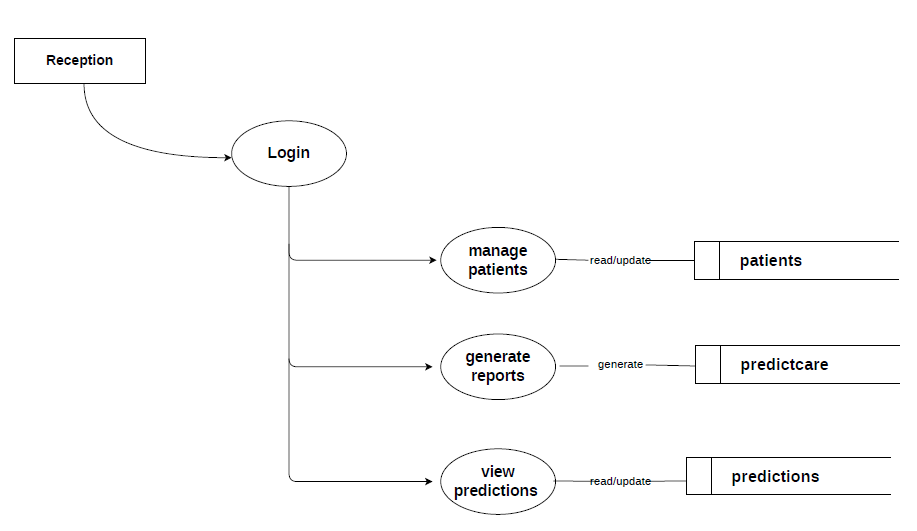 Reception
Login
manage
patients
read/update
patients
generate
reports
generate
predictcare
view
predictions
read/update
predictions